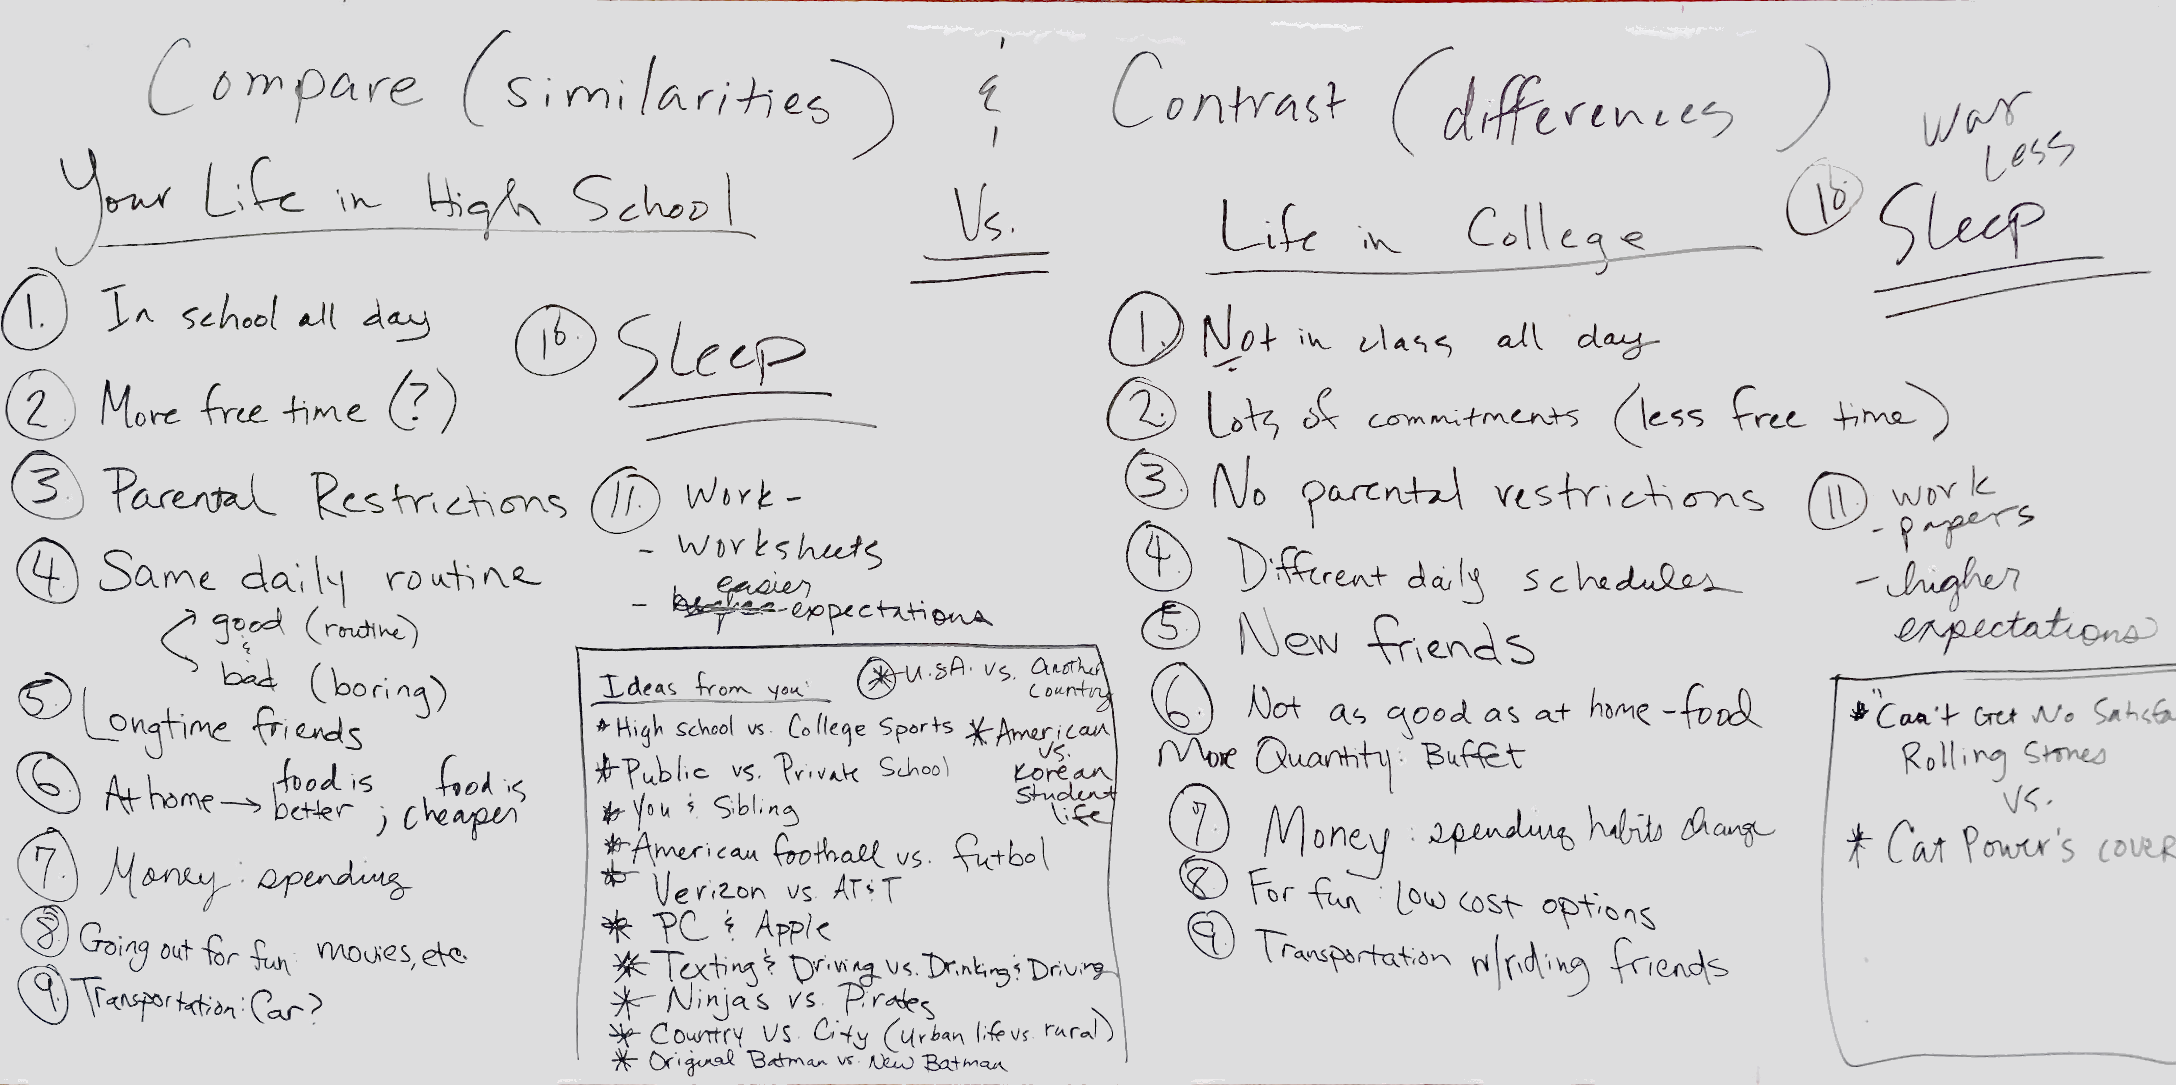 Compare (similarities) & Contrast (differences)
Your Life in High School Vs. Life in College
1. In school all day
2 More free time (?)
3. Parental Restrictions
4 Same daily routine
good (routine)
&
bad (boring)
5 Longtime friends
6 At home → food is better ; food is cheaper
7. Money: spending
8. Going out for fun: movies, etc.
9. Transportation: Car?
10. Sleep
11. Work -
- worksheets
- easier expectations
Ideas from you:
* U.S.A. vs. Another Country
* High school vs. College Sports
* American vs. Korean student life
* Public vs. Private School
* You & Sibling
* American football vs. futbol
* Verizon vs. AT&T
* PC & Apple
* Texting & Driving vs. Drinking & Driving
* Ninjas vs. Pirates
* Country vs. City (Urban life vs. rural)
* Original Batman vs. New Batman
1. Not in class all day
2. Lots of commitments (less free time)
3. No parental restrictions
4 Different daily schedules
5. New friends
6. Not as good as at home-food
More Quantity: Buffet
7. Money: spending habits change
8 For fun: low cost options
9. Transportation w/riding friends
10 way Less Sleep
11 work
- papers
- higher
expectations
* "Can't Get No Satisfa
Rolling Stones
vs.
* Cat Power's cover